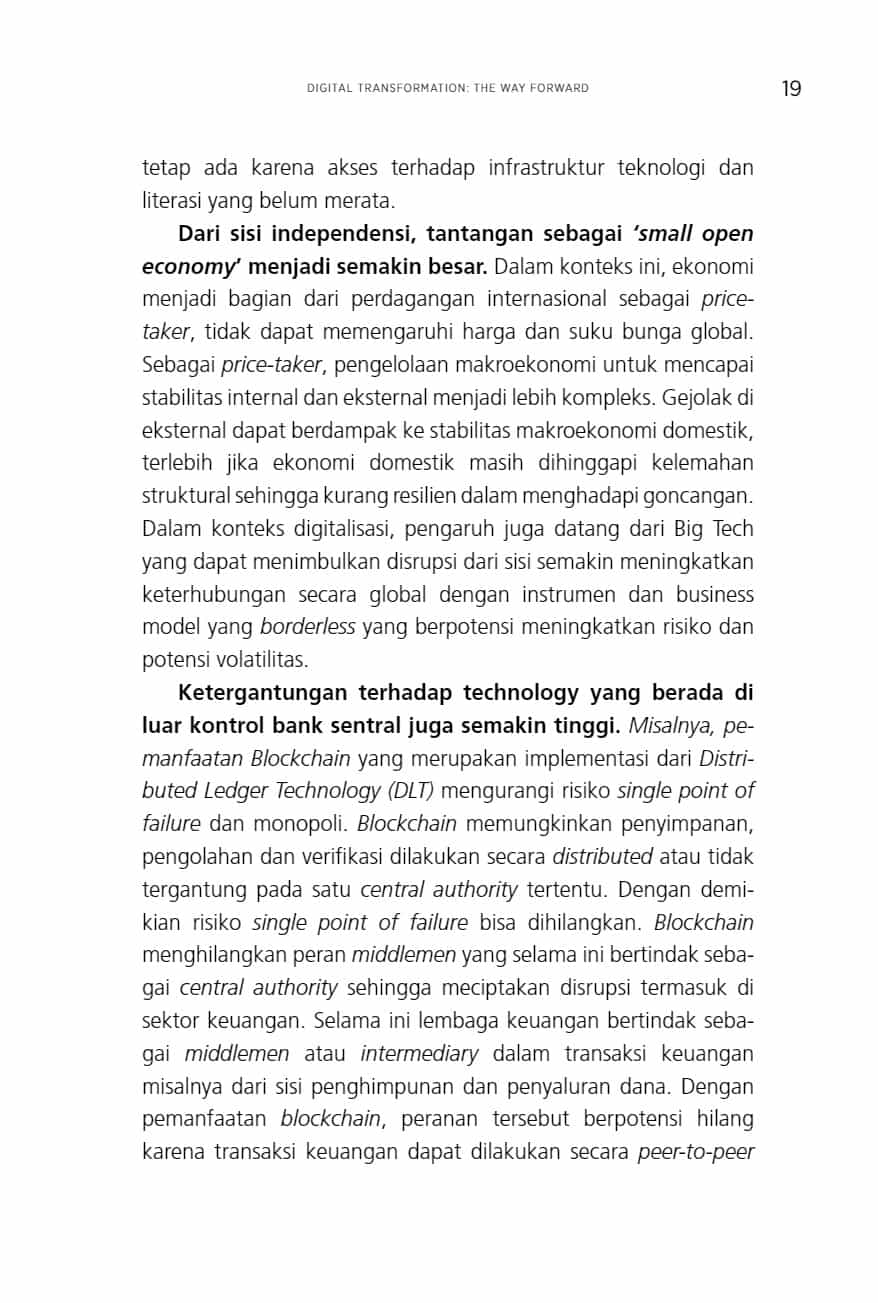 DIGITAL TRANSFORMATION: THE WAY FORWARD
19
tetap ada karena akses terhadap infrastruktur teknologi dan
literasi yang belum merata.
Dari sisi independensi, tantangan sebagai ‘small open
economy’ menjadi semakin besar. Dalam konteks ini, ekonomi
menjadi bagian dari perdagangan internasional sebagai price-
taker, tidak dapat memengaruhi harga dan suku bunga global.
Sebagai price-taker, pengelolaan makroekonomi untuk mencapai
stabilitas internal dan eksternal menjadi lebih kompleks. Gejolak di
eksternal dapat berdampak ke stabilitas makroekonomi domestik,
terlebih jika ekonomi domestik masih dihinggapi kelemahan
struktural sehingga kurang resilien dalam menghadapi goncangan.
Dalam konteks digitalisasi, pengaruh juga datang dari Big Tech
yang dapat menimbulkan disrupsi dari sisi semakin meningkatkan
keterhubungan secara global dengan instrumen dan business
model yang borderless yang berpotensi meningkatkan risiko dan
potensi volatilitas.
Ketergantungan terhadap technology yang berada di
luar kontrol bank sentral juga semakin tinggi. Misalnya, pe-
manfaatan Blockchain yang merupakan implementasi dari Distri-
buted Ledger Technology (DLT) mengurangi risiko single point of
failure dan monopoli. Blockchain memungkinkan penyimpanan,
pengolahan dan verifikasi dilakukan secara distributed atau tidak
tergantung pada satu central authority tertentu. Dengan demi-
kian risiko single point of failure bisa dihilangkan. Blockchain
menghilangkan peran middlemen yang selama ini bertindak seba-
gai central authority sehingga meciptakan disrupsi termasuk di
sektor keuangan. Selama ini lembaga keuangan bertindak seba-
gai middlemen atau intermediary dalam transaksi keuangan
misalnya dari sisi penghimpunan dan penyaluran dana. Dengan
pemanfaatan blockchain, peranan tersebut berpotensi hilang
karena transaksi keuangan dapat dilakukan secara peer-to-peer